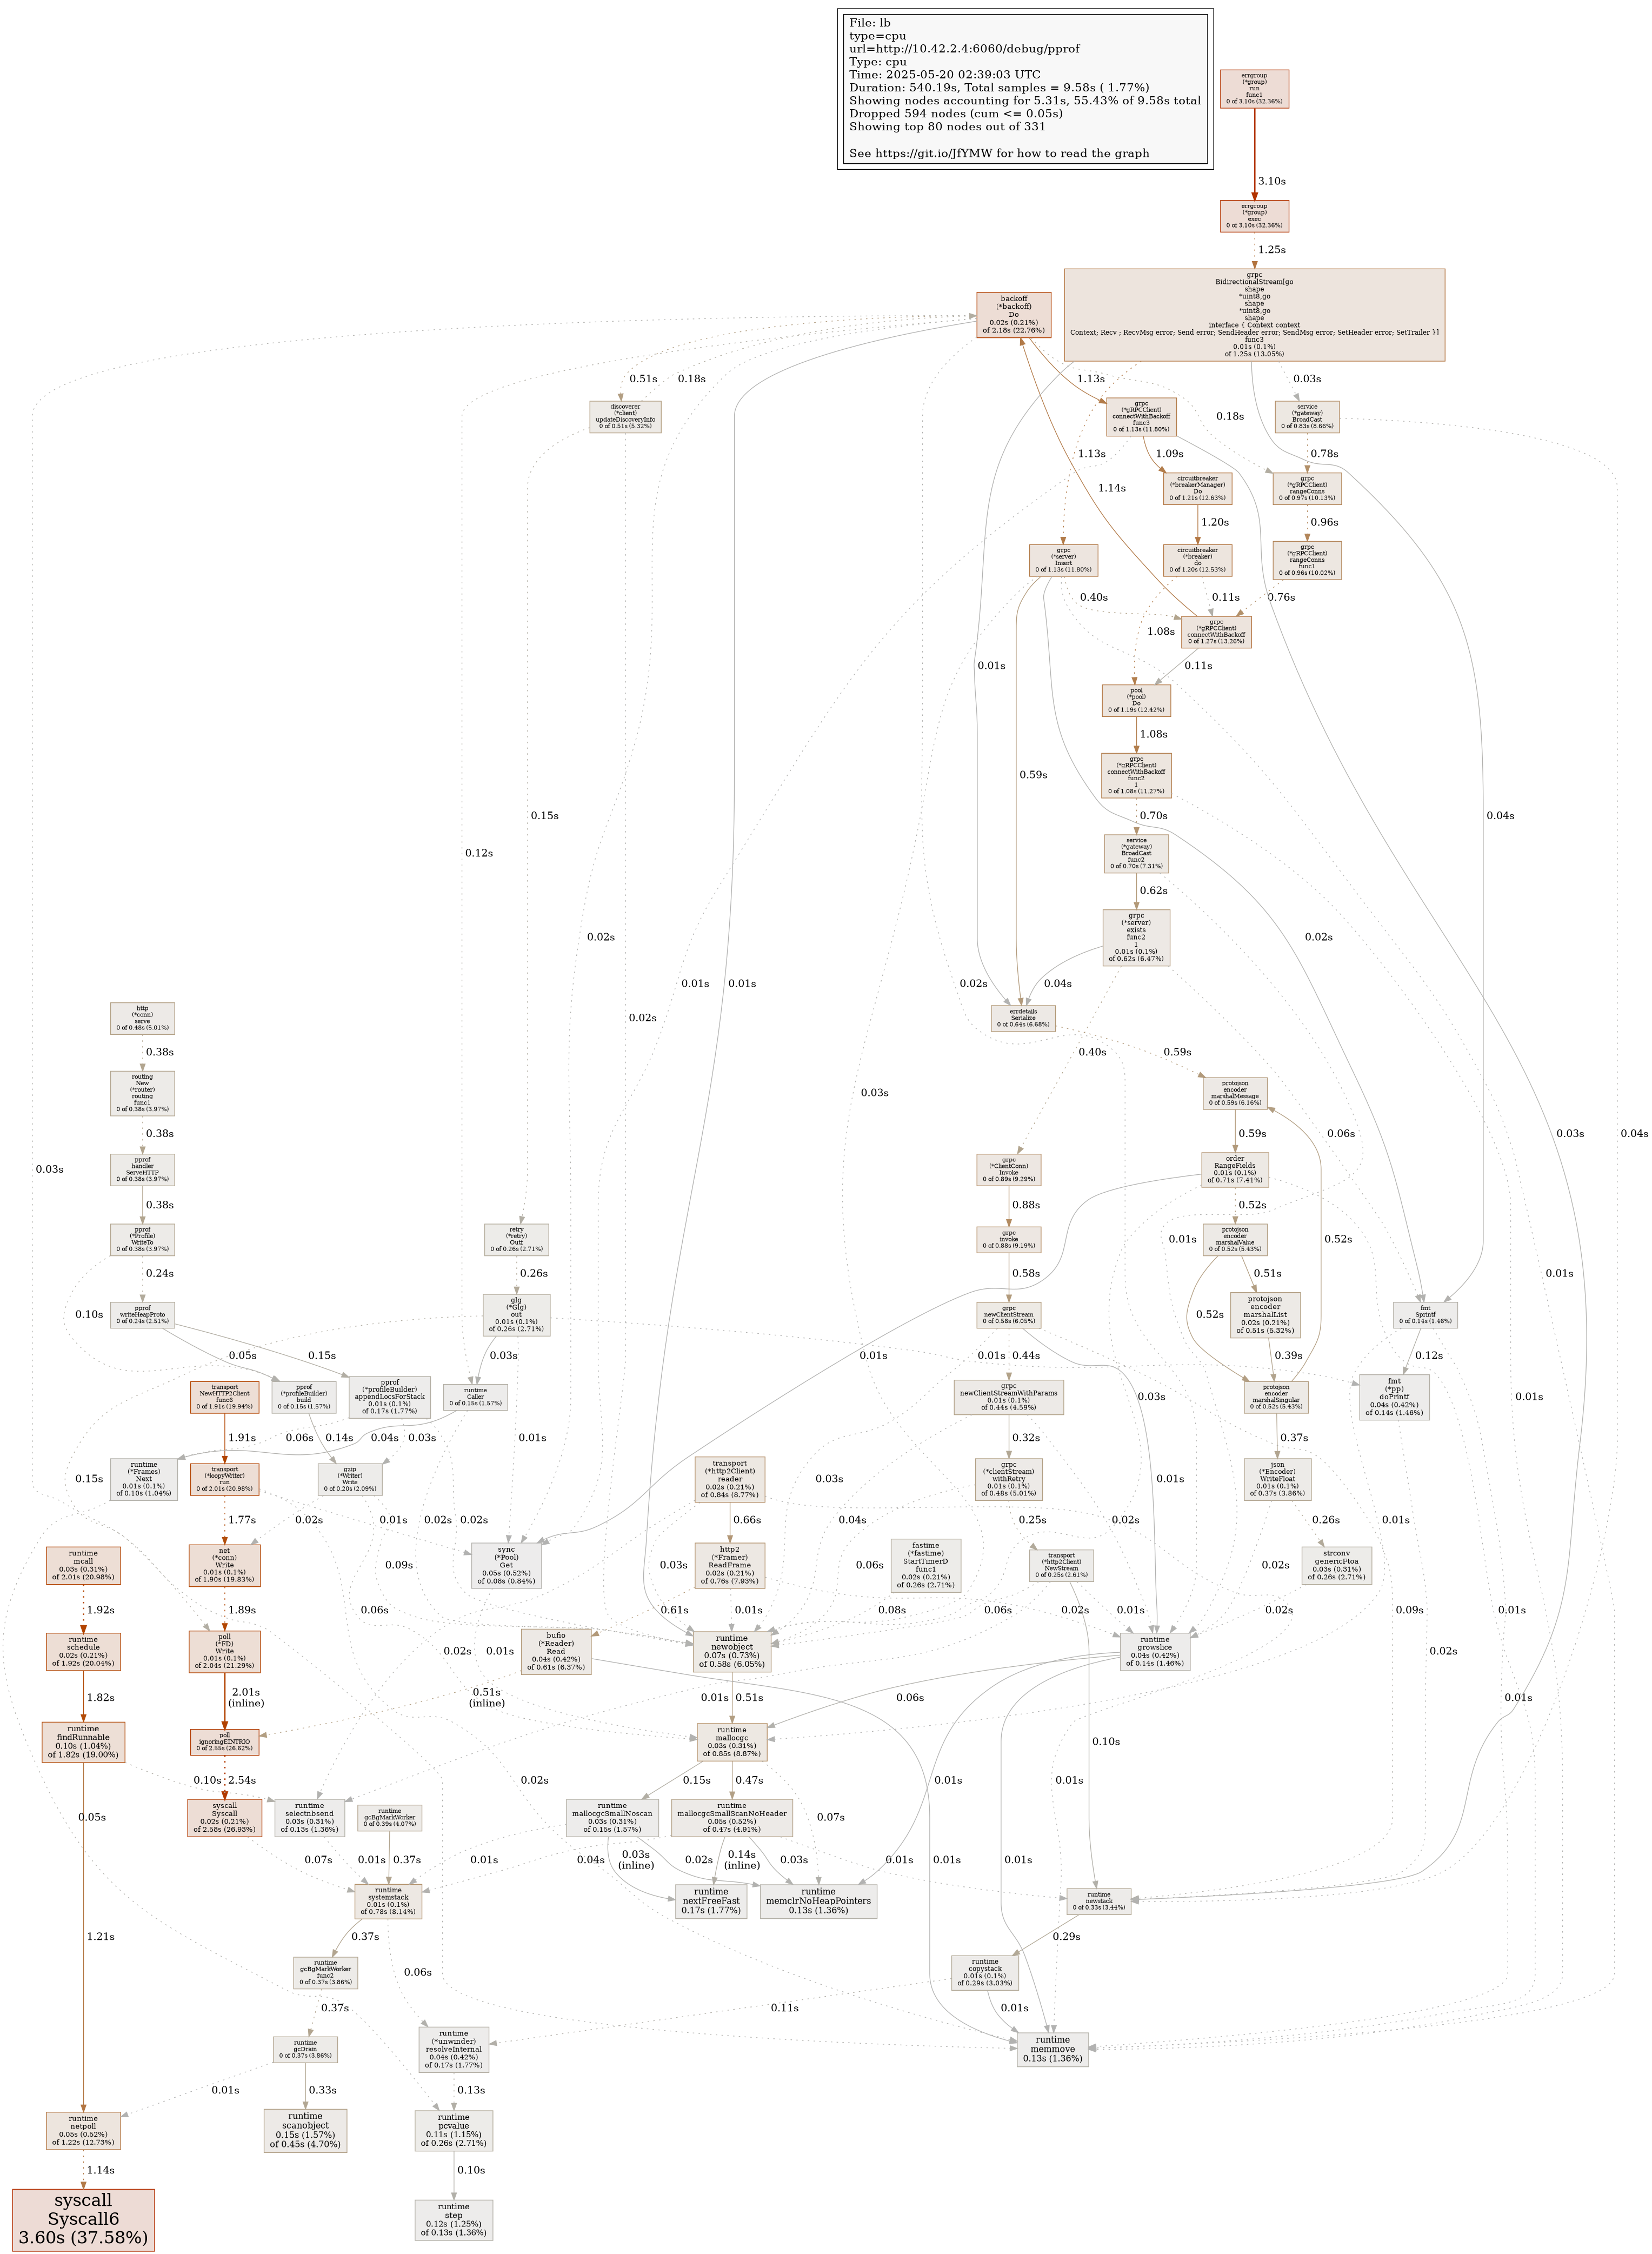 File: lb
type=cpu
url=http://10.42.2.4:6060/debug/pprof
Type: cpu
Time: 2025-05-20 02:39:03 UTC
Duration: 540.19s, Total samples = 9.58s ( 1.77%)
Showing nodes accounting for 5.31s, 55.43% of 9.58s total
Dropped 594 nodes (cum <= 0.05s)
Showing top 80 nodes out of 331
See https://git.io/JfYMW for how to read the graph
errgroup
(*group)
run
func1
0 of 3.10s (32.36%)
3.10s
errgroup
(*group)
exec
0 of 3.10s (32.36%)
1.25s
grpc
BidirectionalStream[go
shape
*uint8,go
shape
*uint8,go
shape
interface { Context context
Context; Recv ; RecvMsg error; Send error; SendHeader error; SendMsg error; SetHeader error; SetTrailer }]
func3
0.01s (0.1%)
of 1.25s (13.05%)
backoff
(*backoff)
Do
0.02s (0.21%)
of 2.18s (22.76%)
0.51s
0.18s
1.13s
0.03s
discoverer
(*client)
updateDiscoveryInfo
0 of 0.51s (5.32%)
grpc
(*gRPCClient)
connectWithBackoff
func3
0 of 1.13s (11.80%)
0.18s
service
(*gateway)
BroadCast
0 of 0.83s (8.66%)
1.13s
1.09s
0.78s
1.14s
circuitbreaker
(*breakerManager)
Do
0 of 1.21s (12.63%)
grpc
(*gRPCClient)
rangeConns
0 of 0.97s (10.13%)
1.20s
0.96s
grpc
(*server)
Insert
0 of 1.13s (11.80%)
circuitbreaker
(*breaker)
do
0 of 1.20s (12.53%)
grpc
(*gRPCClient)
rangeConns
func1
0 of 0.96s (10.02%)
0.40s
0.11s
0.76s
1.08s
grpc
(*gRPCClient)
connectWithBackoff
0 of 1.27s (13.26%)
0.01s
0.11s
pool
(*pool)
Do
0 of 1.19s (12.42%)
1.08s
0.59s
grpc
(*gRPCClient)
connectWithBackoff
func2
1
0 of 1.08s (11.27%)
0.15s
0.70s
0.04s
0.12s
service
(*gateway)
BroadCast
func2
0 of 0.70s (7.31%)
0.62s
grpc
(*server)
exists
func2
1
0.01s (0.1%)
of 0.62s (6.47%)
0.02s
0.02s
0.01s
0.01s
0.02s
0.04s
http
(*conn)
serve
0 of 0.48s (5.01%)
0.02s
errdetails
Serialize
0 of 0.64s (6.68%)
0.38s
0.40s
0.59s
routing
New
(*router)
routing
func1
0 of 0.38s (3.97%)
0.03s
protojson
encoder
marshalMessage
0 of 0.59s (6.16%)
0.38s
0.59s
0.06s
0.03s
0.04s
0.03s
pprof
handler
ServeHTTP
0 of 0.38s (3.97%)
grpc
(*ClientConn)
Invoke
0 of 0.89s (9.29%)
order
RangeFields
0.01s (0.1%)
of 0.71s (7.41%)
0.38s
0.88s
0.52s
pprof
(*Profile)
WriteTo
0 of 0.38s (3.97%)
retry
(*retry)
Outf
0 of 0.26s (2.71%)
grpc
invoke
0 of 0.88s (9.19%)
protojson
encoder
marshalValue
0 of 0.52s (5.43%)
0.01s
0.52s
0.24s
0.26s
0.58s
0.51s
0.01s
0.10s
pprof
writeHeapProto
0 of 0.24s (2.51%)
glg
(*Glg)
out
0.01s (0.1%)
of 0.26s (2.71%)
grpc
newClientStream
0 of 0.58s (6.05%)
0.52s
protojson
encoder
marshalList
0.02s (0.21%)
of 0.51s (5.32%)
fmt
Sprintf
0 of 0.14s (1.46%)
0.05s
0.15s
0.03s
0.01s
0.01s
0.44s
0.39s
0.12s
transport
NewHTTP2Client
func6
0 of 1.91s (19.94%)
pprof
(*profileBuilder)
build
0 of 0.15s (1.57%)
pprof
(*profileBuilder)
appendLocsForStack
0.01s (0.1%)
of 0.17s (1.77%)
runtime
Caller
0 of 0.15s (1.57%)
grpc
newClientStreamWithParams
0.01s (0.1%)
of 0.44s (4.59%)
0.03s
protojson
encoder
marshalSingular
0 of 0.52s (5.43%)
fmt
(*pp)
doPrintf
0.04s (0.42%)
of 0.14s (1.46%)
0.01s
1.91s
0.06s
0.14s
0.04s
0.03s
0.01s
0.32s
0.37s
0.15s
runtime
(*Frames)
Next
0.01s (0.1%)
of 0.10s (1.04%)
transport
(*loopyWriter)
run
0 of 2.01s (20.98%)
gzip
(*Writer)
Write
0 of 0.20s (2.09%)
transport
(*http2Client)
reader
0.02s (0.21%)
of 0.84s (8.77%)
0.03s
grpc
(*clientStream)
withRetry
0.01s (0.1%)
of 0.48s (5.01%)
0.01s
json
(*Encoder)
WriteFloat
0.01s (0.1%)
of 0.37s (3.86%)
1.77s
0.02s
0.01s
0.02s
0.02s
0.66s
0.04s
0.25s
0.02s
0.26s
0.01s
runtime
mcall
0.03s (0.31%)
of 2.01s (20.98%)
net
(*conn)
Write
0.01s (0.1%)
of 1.90s (19.83%)
0.09s
sync
(*Pool)
Get
0.05s (0.52%)
of 0.08s (0.84%)
0.03s
http2
(*Framer)
ReadFrame
0.02s (0.21%)
of 0.76s (7.93%)
0.06s
fastime
(*fastime)
StartTimerD
func1
0.02s (0.21%)
of 0.26s (2.71%)
transport
(*http2Client)
NewStream
0 of 0.25s (2.61%)
0.02s
strconv
genericFtoa
0.03s (0.31%)
of 0.26s (2.71%)
1.92s
1.89s
0.06s
0.61s
0.01s
0.08s
0.06s
0.02s
0.01s
0.02s
0.09s
0.01s
runtime
schedule
0.02s (0.21%)
of 1.92s (20.04%)
poll
(*FD)
Write
0.01s (0.1%)
of 2.04s (21.29%)
0.02s
0.01s
bufio
(*Reader)
Read
0.04s (0.42%)
of 0.61s (6.37%)
runtime
newobject
0.07s (0.73%)
of 0.58s (6.05%)
runtime
growslice
0.04s (0.42%)
of 0.14s (1.46%)
0.02s
1.82s
2.01s
(inline)
0.51s
(inline)
0.01s
0.51s
0.06s
0.01s
runtime
findRunnable
0.10s (1.04%)
of 1.82s (19.00%)
poll
ignoringEINTRIO
0 of 2.55s (26.62%)
runtime
mallocgc
0.03s (0.31%)
of 0.85s (8.87%)
0.10s
0.10s
2.54s
0.02s
0.15s
0.47s
0.01s
0.01s
0.05s
syscall
Syscall
0.02s (0.21%)
of 2.58s (26.93%)
runtime
selectnbsend
0.03s (0.31%)
of 0.13s (1.36%)
runtime
gcBgMarkWorker
0 of 0.39s (4.07%)
runtime
mallocgcSmallNoscan
0.03s (0.31%)
of 0.15s (1.57%)
runtime
mallocgcSmallScanNoHeader
0.05s (0.52%)
of 0.47s (4.91%)
0.07s
0.07s
0.01s
0.37s
0.01s
0.04s
0.03s
(inline)
0.02s
0.14s
(inline)
0.03s
0.01s
0.01s
0.01s
runtime
systemstack
0.01s (0.1%)
of 0.78s (8.14%)
runtime
nextFreeFast
0.17s (1.77%)
runtime
memclrNoHeapPointers
0.13s (1.36%)
runtime
newstack
0 of 0.33s (3.44%)
1.21s
0.37s
0.29s
runtime
gcBgMarkWorker
func2
0 of 0.37s (3.86%)
0.06s
runtime
copystack
0.01s (0.1%)
of 0.29s (3.03%)
0.37s
0.11s
0.01s
runtime
gcDrain
0 of 0.37s (3.86%)
runtime
(*unwinder)
resolveInternal
0.04s (0.42%)
of 0.17s (1.77%)
runtime
memmove
0.13s (1.36%)
0.01s
0.33s
0.13s
runtime
netpoll
0.05s (0.52%)
of 1.22s (12.73%)
runtime
scanobject
0.15s (1.57%)
of 0.45s (4.70%)
runtime
pcvalue
0.11s (1.15%)
of 0.26s (2.71%)
1.14s
0.10s
syscall
Syscall6
3.60s (37.58%)
runtime
step
0.12s (1.25%)
of 0.13s (1.36%)